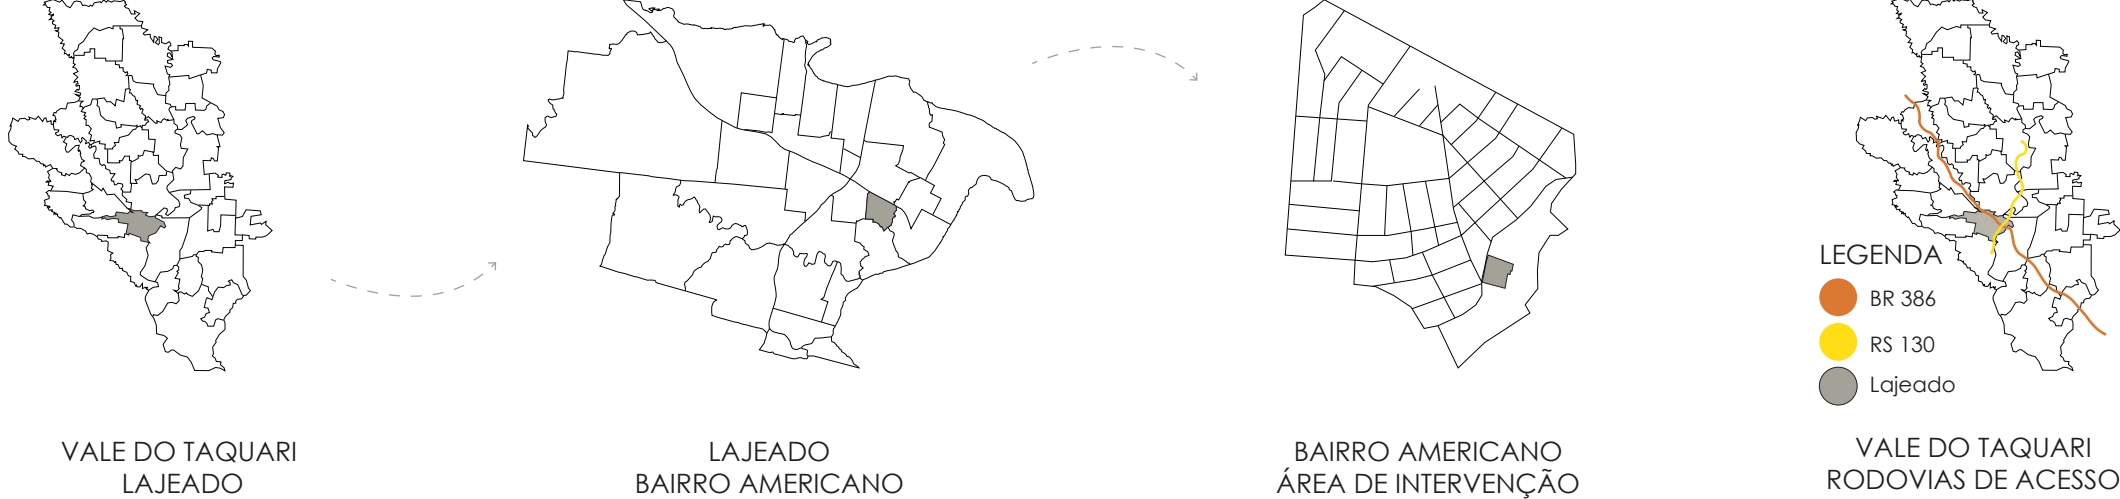 VALE DO TAQUARI
LAJEADO
LAJEADO
BAIRRO AMERICANO
BAIRRO AMERICANO
ÁREA DE INTERVENÇÃO
LEGENDA
BR 386
RS 130
Lajeado
VALE DO TAQUARI
RODOVIAS DE ACESSO